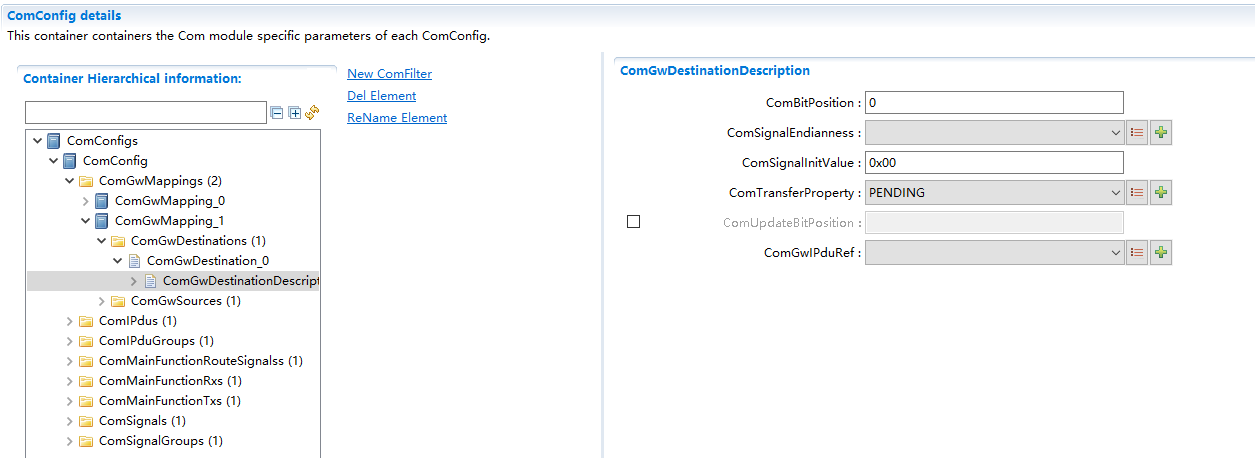 ComConfig details
This container containers the Com module specific parameters of each ComConfig.
Container Hierarchical information:
New ComFilter
Del Element
ReName Element
ComConfigs
ComConfig
ComGwMappings (2)
ComGwMapping_0
ComGwMapping_1
ComGwDestinations (1)
ComGwDestination_0
ComGwDestinationDescript
ComGwSources (1)
ComIPdus (1)
ComIPduGroups (1)
ComMainFunctionRouteSignalss (1)
ComMainFunctionRxs (1)
ComMainFunctionTxs (1)
ComSignals (1)
ComSignalGroups (1)
ComGwDestinationDescription
ComBitPosition : 0
ComSignalEndianness :
ComSignalInitValue : 0x00
ComTransferProperty : PENDING
ComUpdateBitPosition :
ComGwIPduRef :